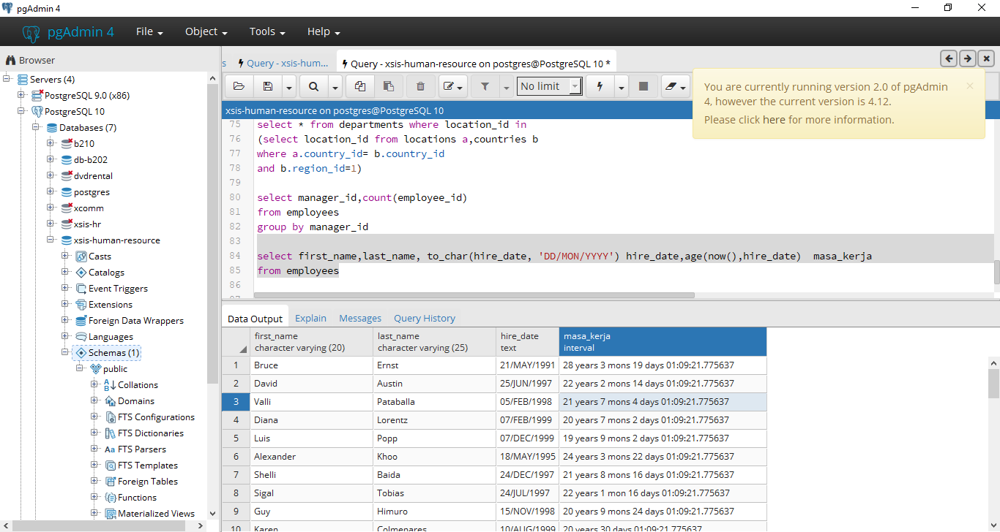 pgAdmin 4
pgAdmin 4 File Object Tools Help
Browser
Servers (4)
PostgreSQL 9.0 (x86)
PostgreSQL 10
Databases (7)
b210
db-b202
dvdrental
postgres
xcomm
xsis-hr
xsis-human-resource
Casts
Catalogs
Event Triggers
Extensions
Foreign Data Wrappers
Languages
Schemas (1)
public
Collations
Domains
FTS Configurations
FTS Dictionaries
Aa FTS Parsers
FTS Templates
Foreign Tables
Functions
Materialized Views
s Query - xsis-hum... Query - xsis-human-resource on postgres@PostgreSQL 10 *
No limit
You are currently running version 2.0 of pgAdmin
4, however the current version is 4.12.
Please click here for more information.
xsis-human-resource on postgres@PostgreSQL 10
75 select * from departments where location_id in
76 (select location_id from locations a,countries b
77 where a.country_id= b.country_id
78 and b.region_id=1)
79
80 select manager_id,count(employee_id)
81 from employees
82 group by manager_id
83
84 select first_name,last_name, to_char(hire_date, 'DD/MON/YYYY') hire_date,age(now(),hire_date)  masa_kerja
85 from employees
86
87
Data Output Explain Messages Query History
first_name last_name hire_date masa_kerja
character varying (20) character varying (25) text interval
1 Bruce Ernst 21/MAY/1991 28 years 3 mons 19 days 01:09:21.775637
2 David Austin 25/JUN/1997 22 years 2 mons 14 days 01:09:21.775637
3 Valli Pataballa 05/FEB/1998 21 years 7 mons 4 days 01:09:21.775637
4 Diana Lorentz 07/FEB/1999 20 years 7 mons 2 days 01:09:21.775637
5 Luis Popp 07/DEC/1999 19 years 9 mons 2 days 01:09:21.775637
6 Alexander Khoo 18/MAY/1995 24 years 3 mons 22 days 01:09:21.775637
7 Shelli Baida 24/DEC/1997 21 years 8 mons 16 days 01:09:21.775637
8 Sigal Tobias 24/JUL/1997 22 years 1 mon 16 days 01:09:21.775637
9 Guy Himuro 15/NOV/1998 20 years 9 mons 24 days 01:09:21.775637
10 Karen Colmenares 10/AUG/1999 20 years 30 days 01:09:21.775637